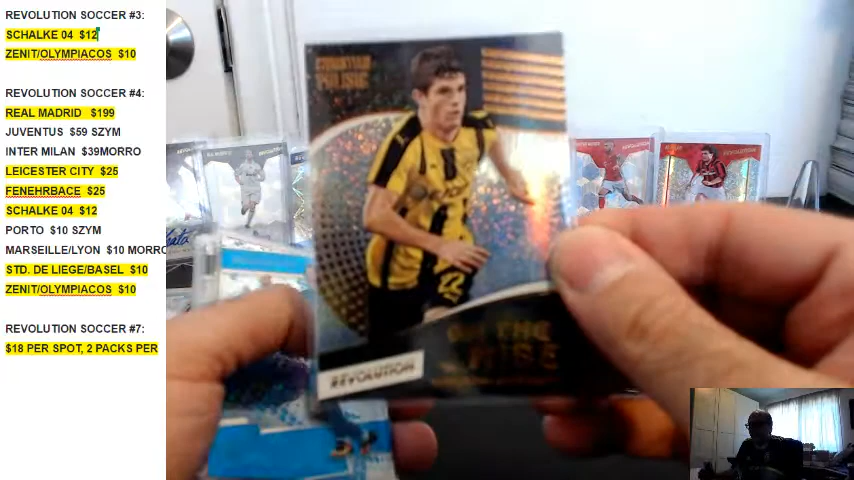 REVOLUTION SOCCER #3:
SCHALKE 04 $12
ZENIT/OLYMPIACOS $10
REVOLUTION SOCCER #4:
REAL MADRID $199
JUVENTUS $59 SZYM
INTER MILAN $39MORRO
LEICESTER CITY $25
FENEHRBACE $25
SCHALKE 04 $12
PORTO $10 SZYM
MARSEILLE/LYON $10 MORRO
STD. DE LIEGE/BASEL $10
ZENIT/OLYMPIACOS $10
REVOLUTION SOCCER #7:
$18 PER SPOT, 2 PACKS PER
PULISIC
22
REVOLUTION